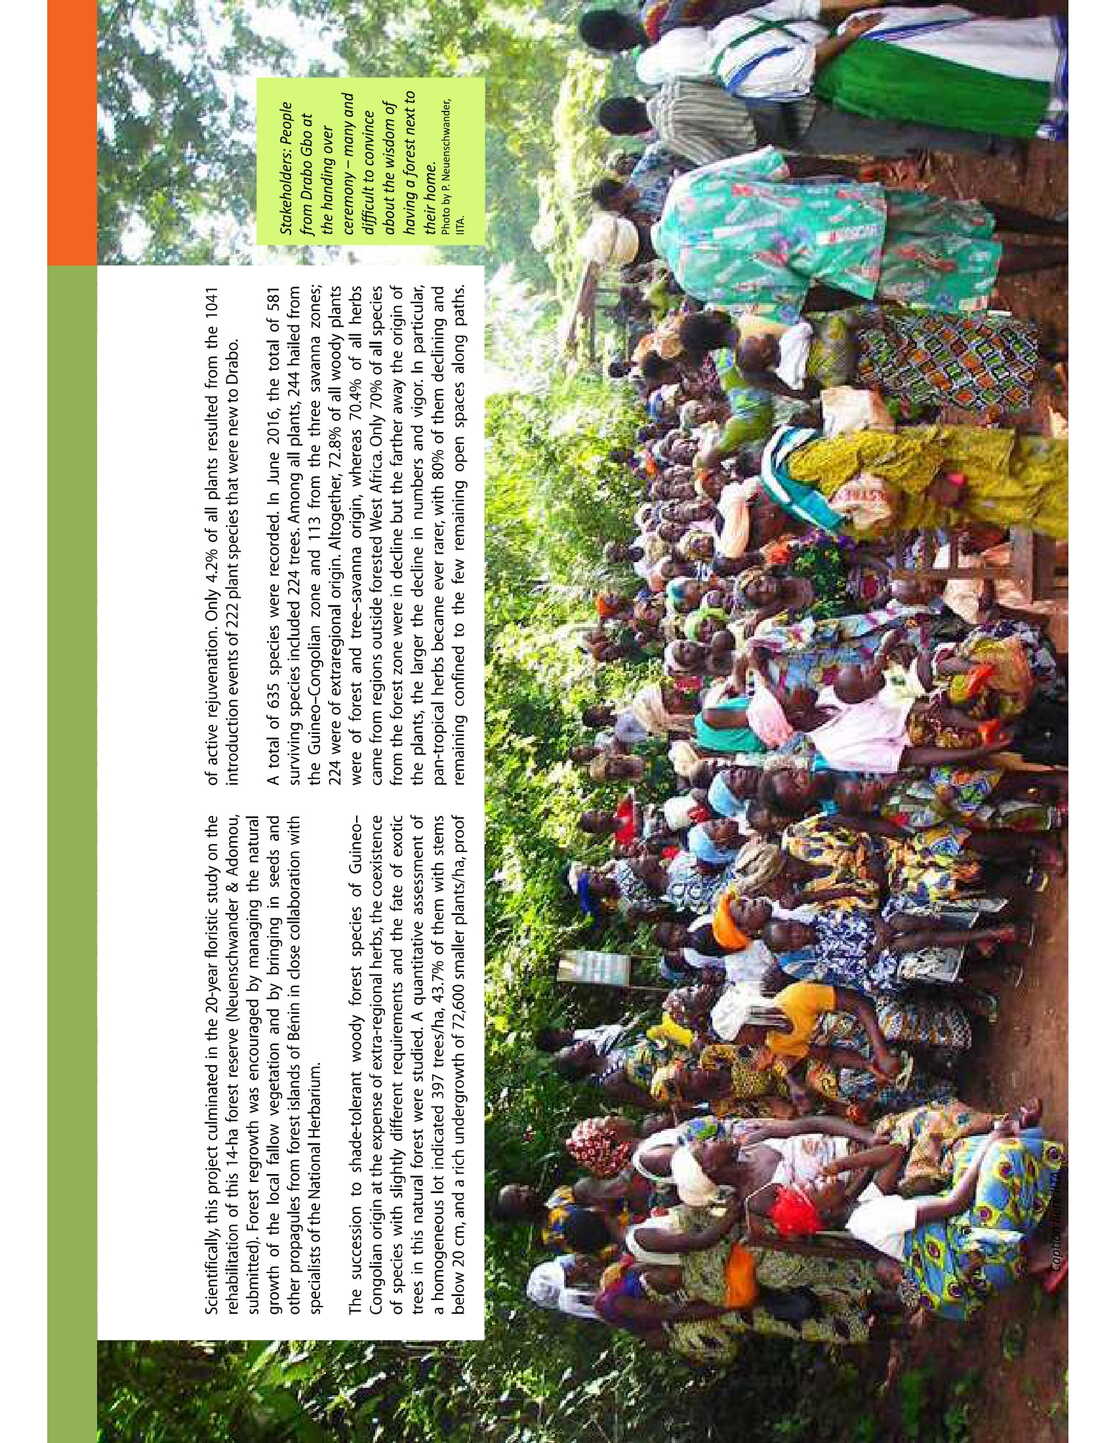 Scientifically, this project culminated in the 20-year floristic study on the
rehabilitation of this 14-ha forest reserve (Neuenschwander & Adomou,
submitted). Forest regrowth was encouraged by managing the natural
growth of the local fallow vegetation and by bringing in seeds and
other propagules from forest islands of Bénin in close collaboration with
specialists of the National Herbarium.
The succession to shade-tolerant woody forest species of Guineo–
Congolian origin at the expense of extra-regional herbs, the coexistence
of species with slightly different requirements and the fate of exotic
trees in this natural forest were studied. A quantitative assessment of
a homogeneous lot indicated 397 trees/ha, 43.7% of them with stems
below 20 cm, and a rich undergrowth of 72,600 smaller plants/ha, proof
of active rejuvenation. Only 4.2% of all plants resulted from the 1041
introduction events of 222 plant species that were new to Drabo.
A total of 635 species were recorded. In June 2016, the total of 581
surviving species included 224 trees. Among all plants, 244 hailed from
the Guineo–Congolian zone and 113 from the three savanna zones;
224 were of extraregional origin. Altogether, 72.8% of all woody plants
were of forest and tree–savanna origin, whereas 70.4% of all herbs
came from regions outside forested West Africa. Only 70% of all species
from the forest zone were in decline but the farther away the origin of
the plants, the larger the decline in numbers and vigor. In particular,
pan-tropical herbs became ever rarer, with 80% of them declining and
remaining confined to the few remaining open spaces along paths.
Stakeholders: People
from Drabo Gbo at
the handing over
ceremony – many and
difficult to convince
about the wisdom of
having a forest next to
their home.
Photo by P. Neuenschwander,
IITA.
Caption here. IITA